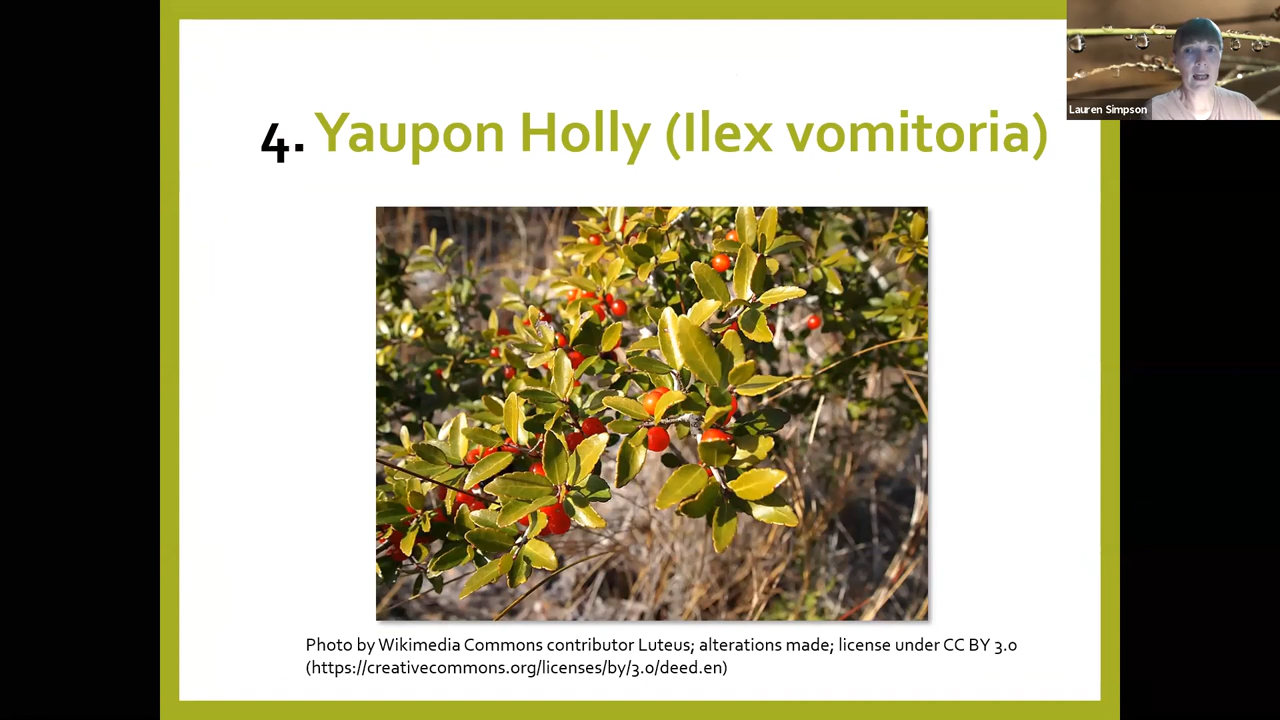 4. Yaupon Holly (Ilex vomitoria)
Lauren Simpson
Photo by Wikimedia Commons contributor Luteus; alterations made; license under CC BY 3.0
(https://creativecommons.org/licenses/by/3.0/deed.en)